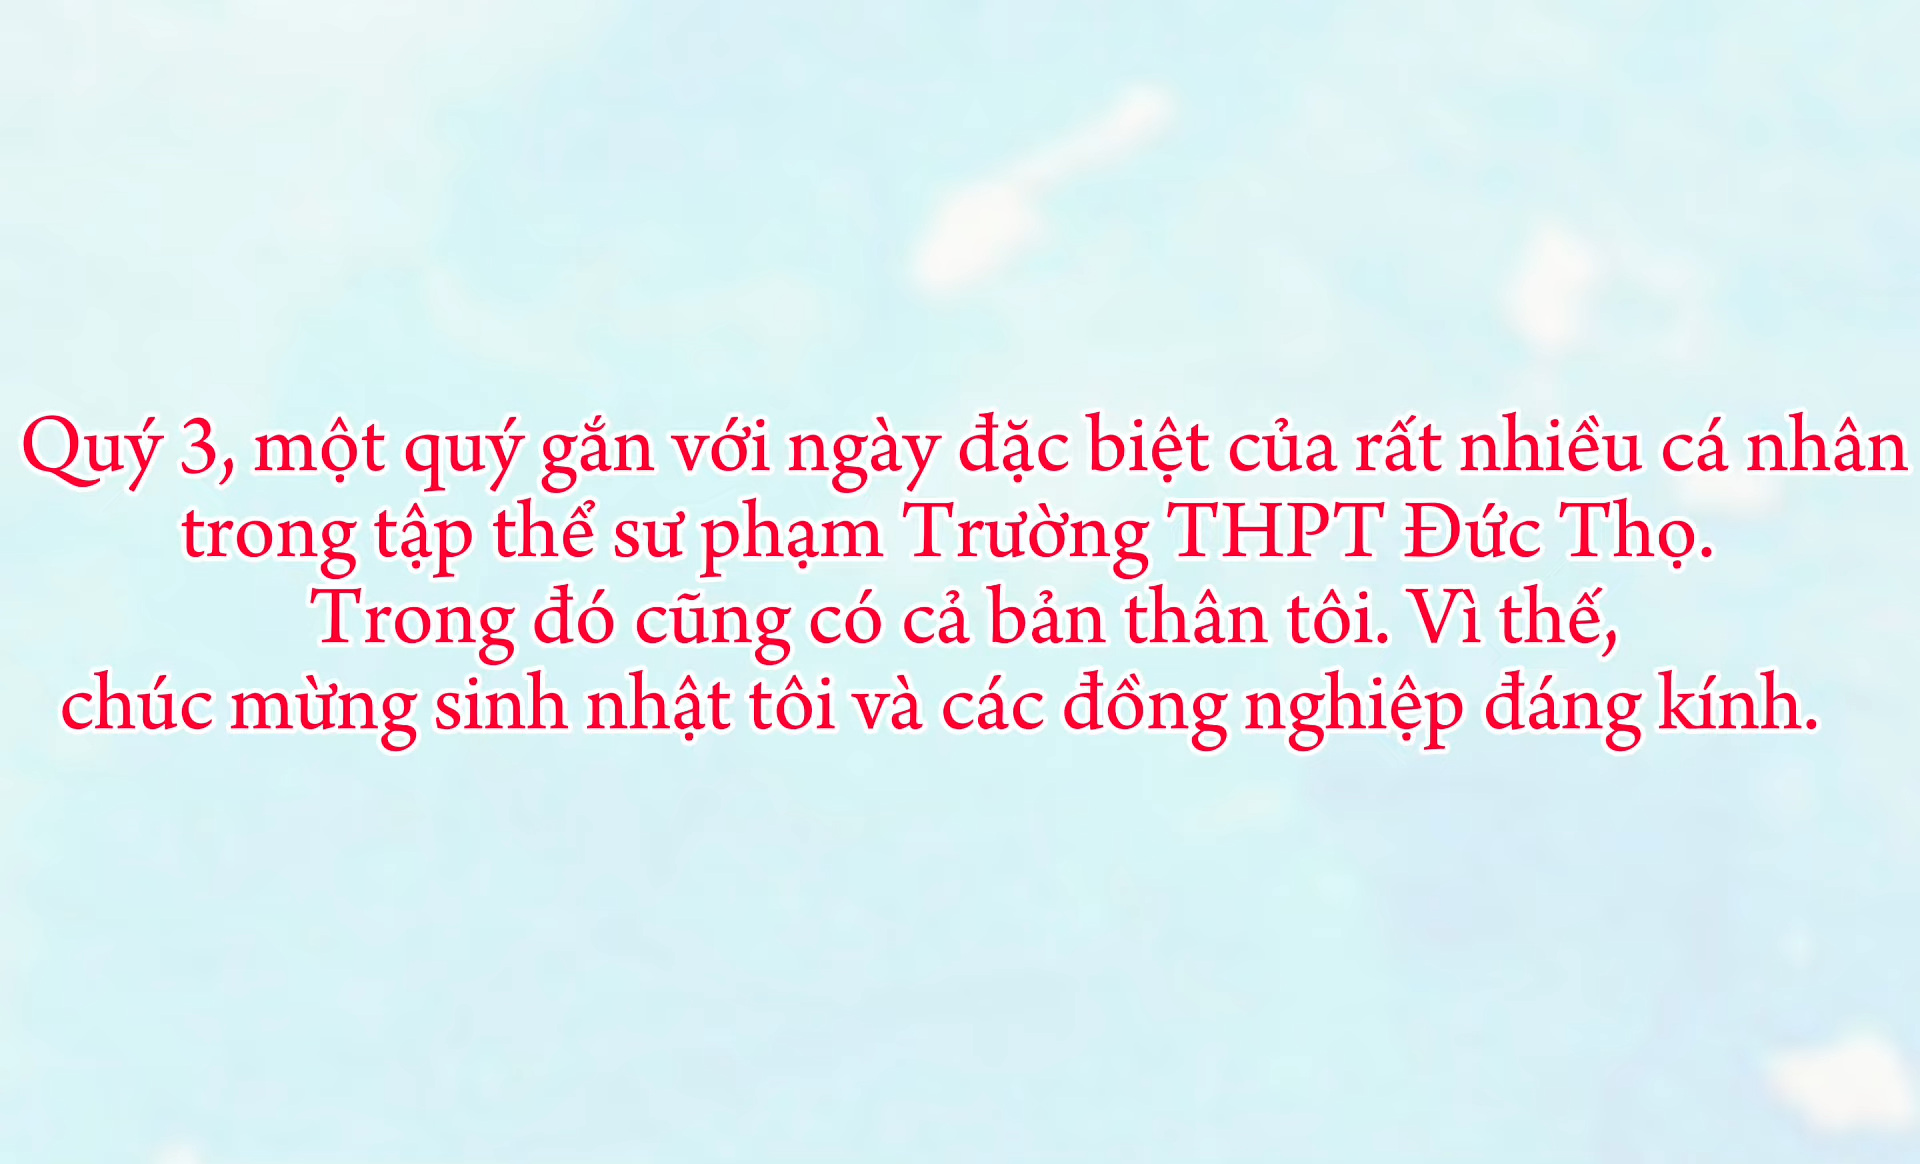 Quý 3, một quý gắn với ngày đặc biệt của rất nhiều cá nhân
trong tập thể sư phạm Trường THPT Đức Thọ.
Trong đó cũng có cả bản thân tôi. Vì thế,
chúc mừng sinh nhật tôi và các đồng nghiệp đáng kính.